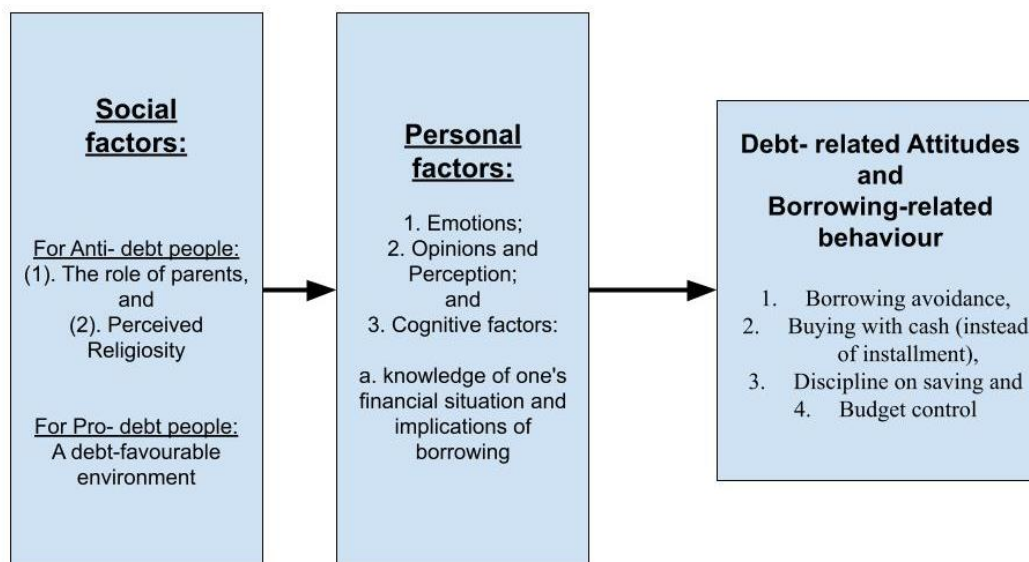 Social
factors:
For Anti- debt people:
(1). The role of parents,
and
(2). Perceived
Religiosity
For Pro- debt people:
A debt-favourable
environment
Personal
factors:
1. Emotions;
2. Opinions and
Perception;
and
3. Cognitive factors:
a. knowledge of one's
financial situation and
implications of
borrowing
Debt- related Attitudes
and
Borrowing-related
behaviour
1. Borrowing avoidance,
2. Buying with cash (instead
of installment),
3. Discipline on saving and
4. Budget control